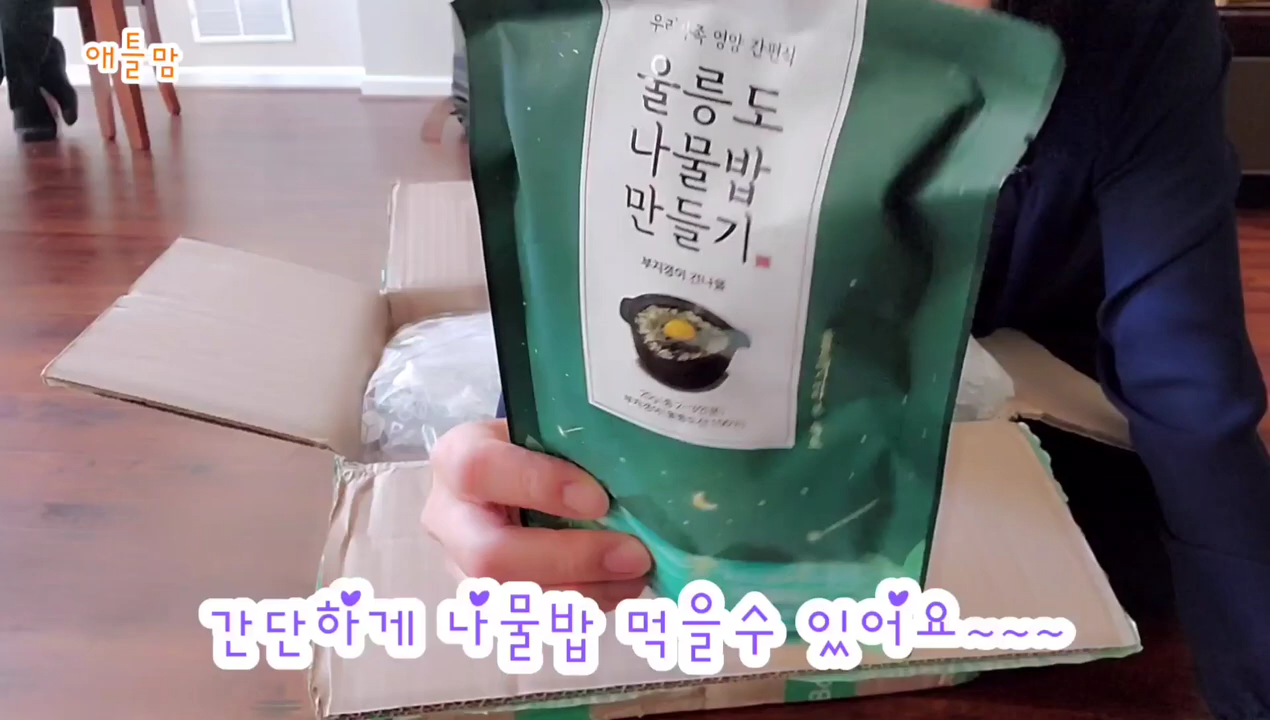 애틀맘
우리가족 영양 간편식
울릉도
나물밥
만들기
부지갱이 건나물
간단하게 나물밥 먹을수 있어요~~~